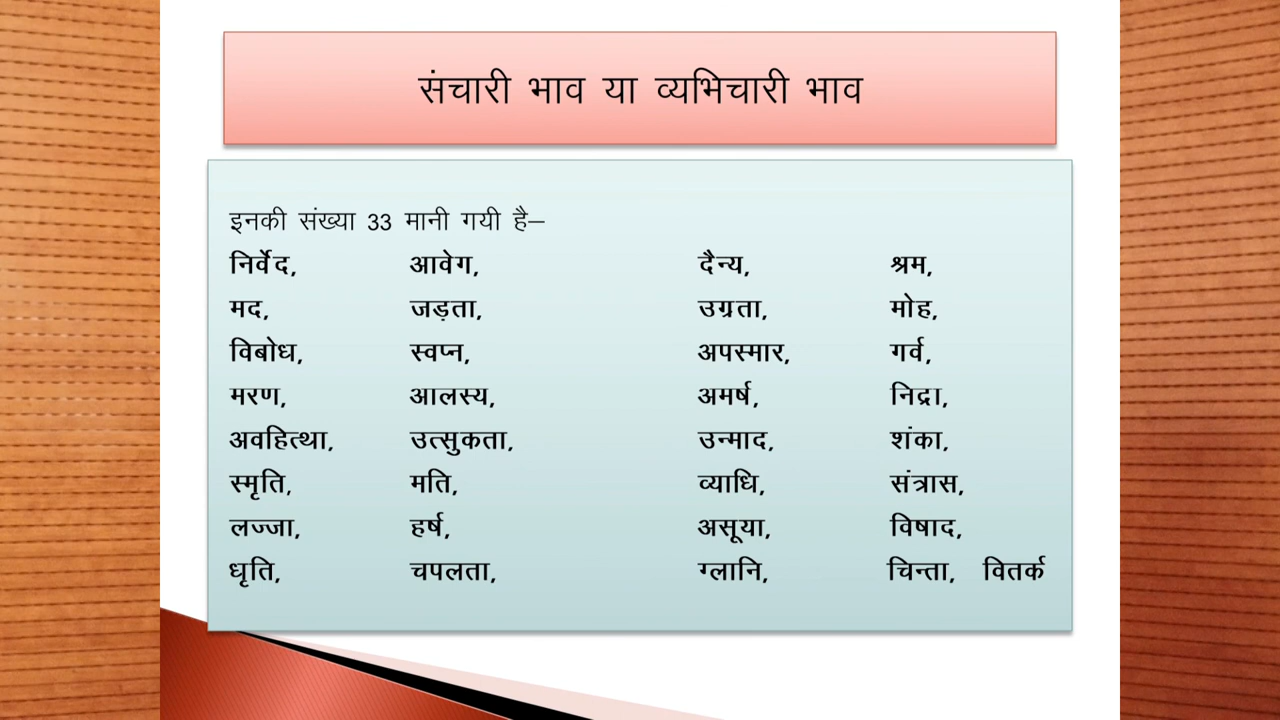 संचारी भाव या व्यभिचारी भाव
इनकी संख्या 33 मानी गयी है–
निर्वेद, आवेग, दैन्य, श्रम,
मद, जड़ता, उग्रता, मोह,
विबोध, स्वप्न, अपस्मार, गर्व,
मरण, आलस्य, अमर्ष, निद्रा,
अवहित्था, उत्सुकता, उन्माद, शंका,
स्मृति, मति, व्याधि, संत्रास,
लज्जा, हर्ष, असूया, विषाद,
धृति, चपलता, ग्लानि, चिन्ता, वितर्क